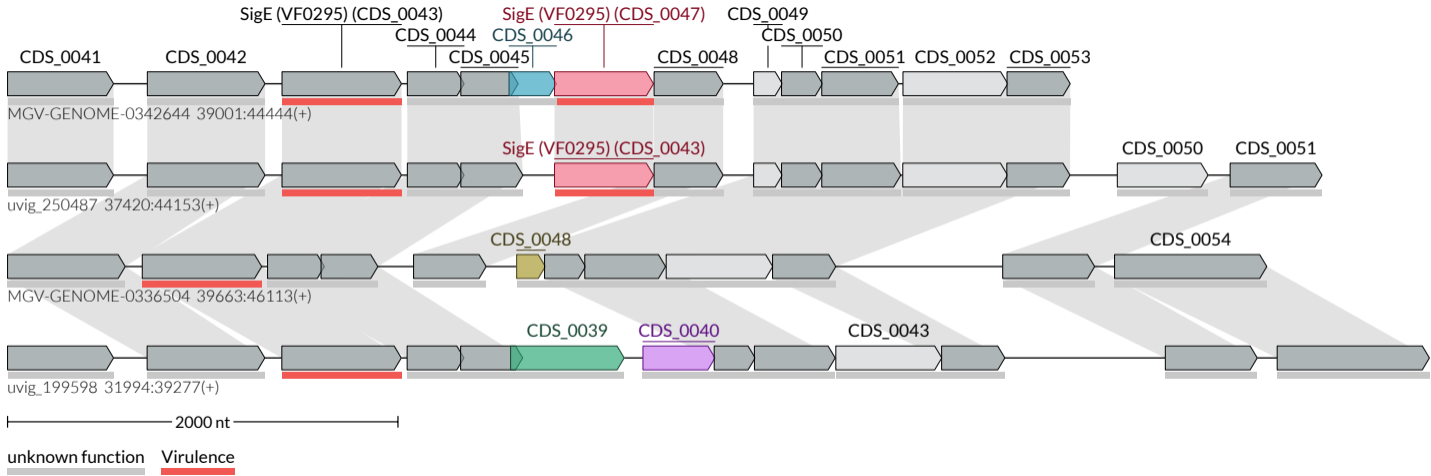 SigE (VF0295) (CDS_0043) SigE (VF0295) (CDS_0047) CDS_0049
CDS_0044 CDS_0046 CDS_0050
CDS_0041 CDS_0042 CDS_0045 CDS_0048 CDS_0051 CDS_0052 CDS_0053
MGV-GENOME-0342644 39001:44444(+)
SigE (VF0295) (CDS_0043) CDS_0050 CDS_0051
uvig_250487 37420:44153(+)
CDS_0048 CDS_0054
MGV-GENOME-0336504 39663:46113(+)
CDS_0039 CDS_0040 CDS_0043
uvig_199598 31994:39277(+)
2000 nt
unknown function Virulence